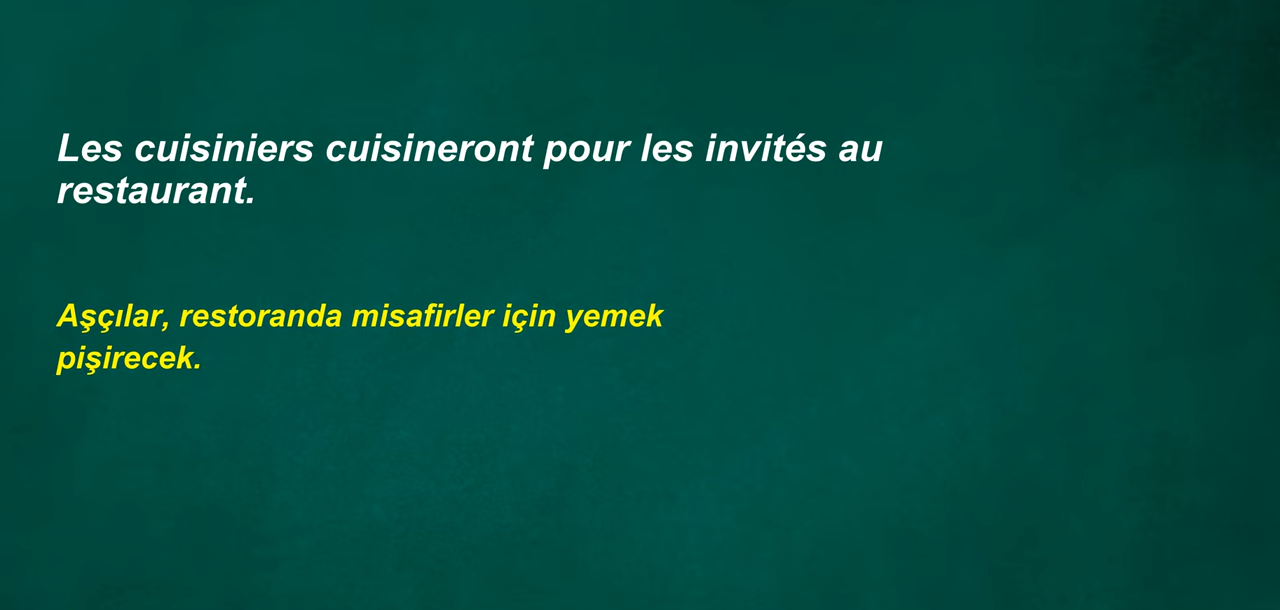 Les cuisiniers cuisineront pour les invités au
restaurant.
Aşçılar, restoranda misafirler için yemek
pişirecek.